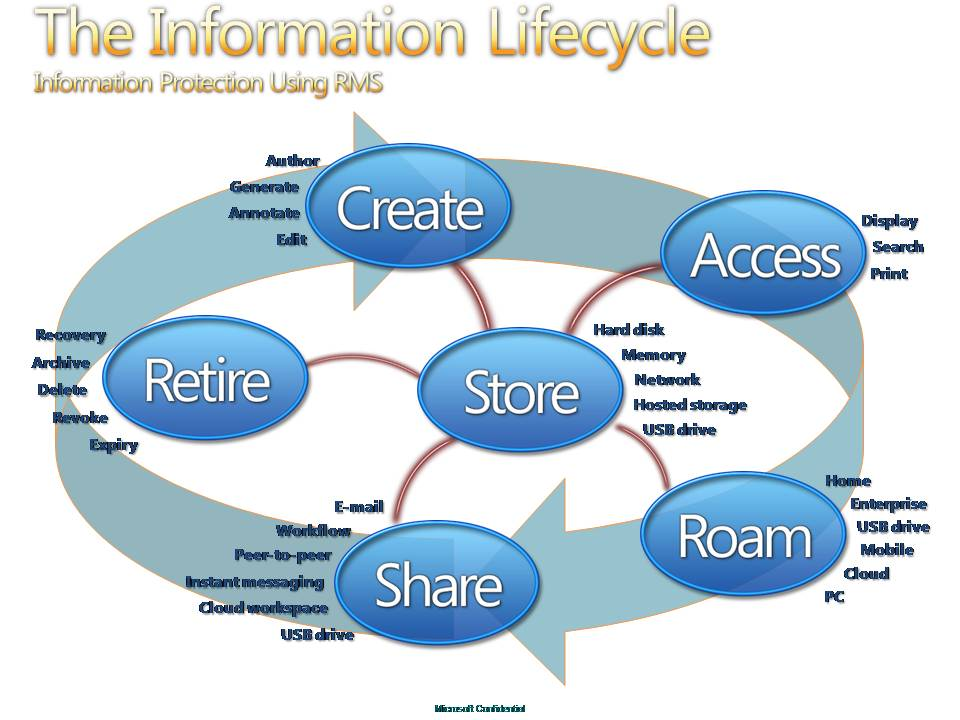 The Information Lifecycle
Information Protection Using RMS
Author
Generate
Annotate
Edit
Create
Access
Display
Search
Print
Recovery
Archive
Delete
Revoke
Expiry
Retire
Store
Hard disk
Memory
Network
Hosted storage
USB drive
E-mail
Workflow
Peer-to-peer
Instant messaging
Cloud workspace
USB drive
Share
Roam
Home
Enterprise
USB drive
Mobile
Cloud
PC
Microsoft Confidential